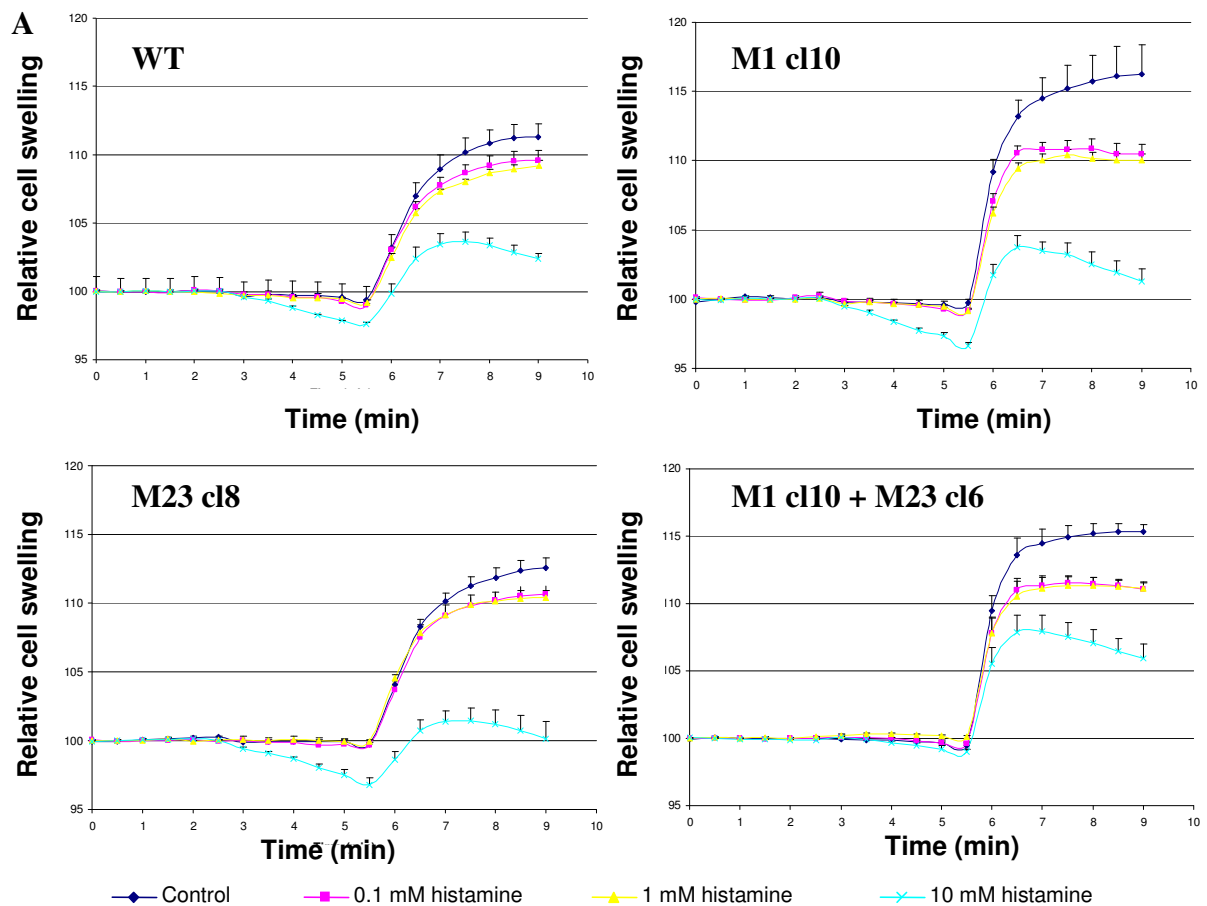 A
WT
Relative cell swelling
120
115
110
105
100
95
0 1 2 3 4 5 6 7 8 9 10
Time (min)
M1 cl10
Relative cell swelling
120
115
110
105
100
95
0 1 2 3 4 5 6 7 8 9 10
Time (min)
M23 cl8
Relative cell swelling
120
115
110
105
100
95
0 1 2 3 4 5 6 7 8 9 10
Time (min)
M1 cl10 + M23 cl6
Relative cell swelling
120
115
110
105
100
95
0 1 2 3 4 5 6 7 8 9 10
Time (min)
Control 0.1 mM histamine 1 mM histamine 10 mM histamine